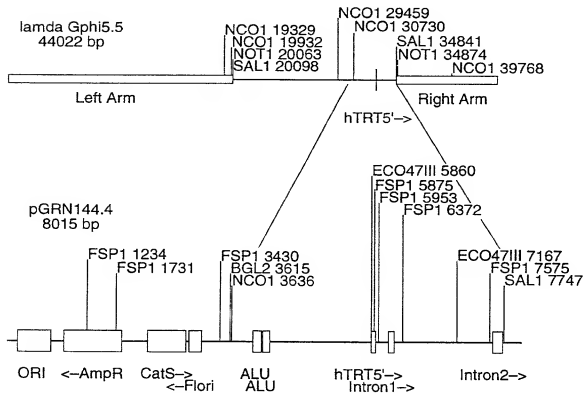 lamda Gphi5.5
44022 bp
NCO1 19329
NCO1 19932
NOT1 20063
SAL1 20098
NCO1 29459
NCO1 30730
SAL1 34841
NOT1 34874
NCO1 39768
Left Arm
hTRT5'->
Right Arm
pGRN144.4
8015 bp
FSP1 1234
FSP1 1731
FSP1 3430
BGL2 3615
NCO1 3636
ECO47III 5860
FSP1 5875
FSP1 5953
FSP1 6372
ECO47III 7167
FSP1 7575
SAL1 7747
ORI
<-AmpR
CatS->
<-Flori
ALU
ALU
hTRT5'->
Intron1->
Intron2->